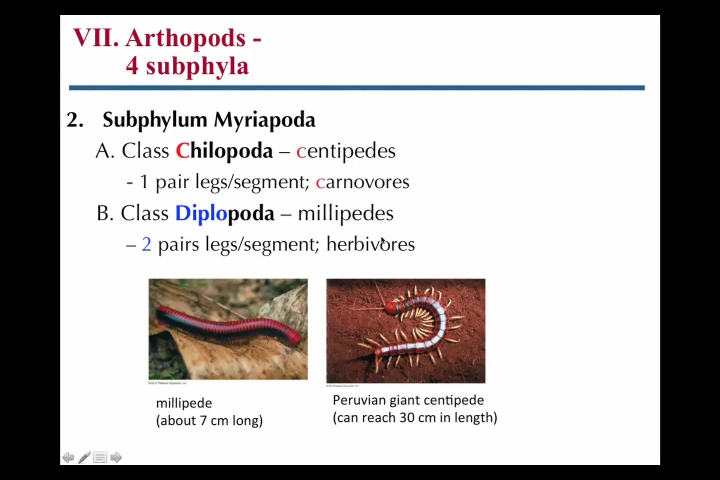 VII. Arthopods -
4 subphyla
2. Subphylum Myriapoda
A. Class Chilopoda – centipedes
- 1 pair legs/segment; carnovores
B. Class Diplopoda – millipedes
– 2 pairs legs/segment; herbivores
millipede
(about 7 cm long)
Peruvian giant centipede
(can reach 30 cm in length)